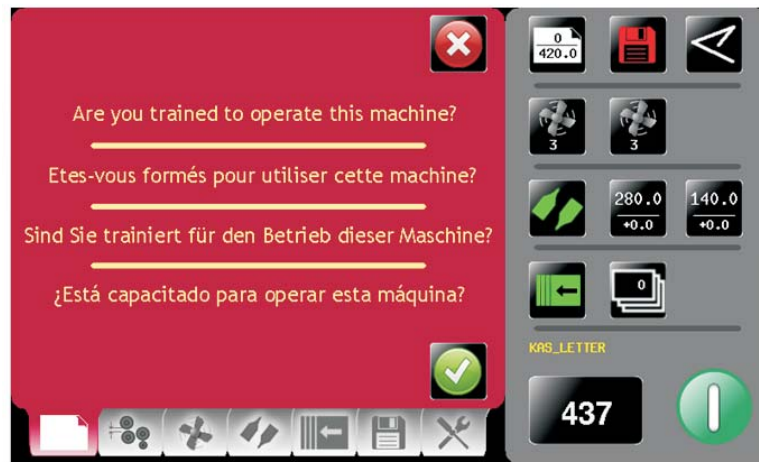 Are you trained to operate this machine?
Etes-vous formés pour utiliser cette machine?
Sind Sie trainiert für den Betrieb dieser Maschine?
¿Está capacitado para operar esta máquina?
0
420.0
3
3
280.0
+0.0
140.0
+0.0
0
KAS_LETTER
437